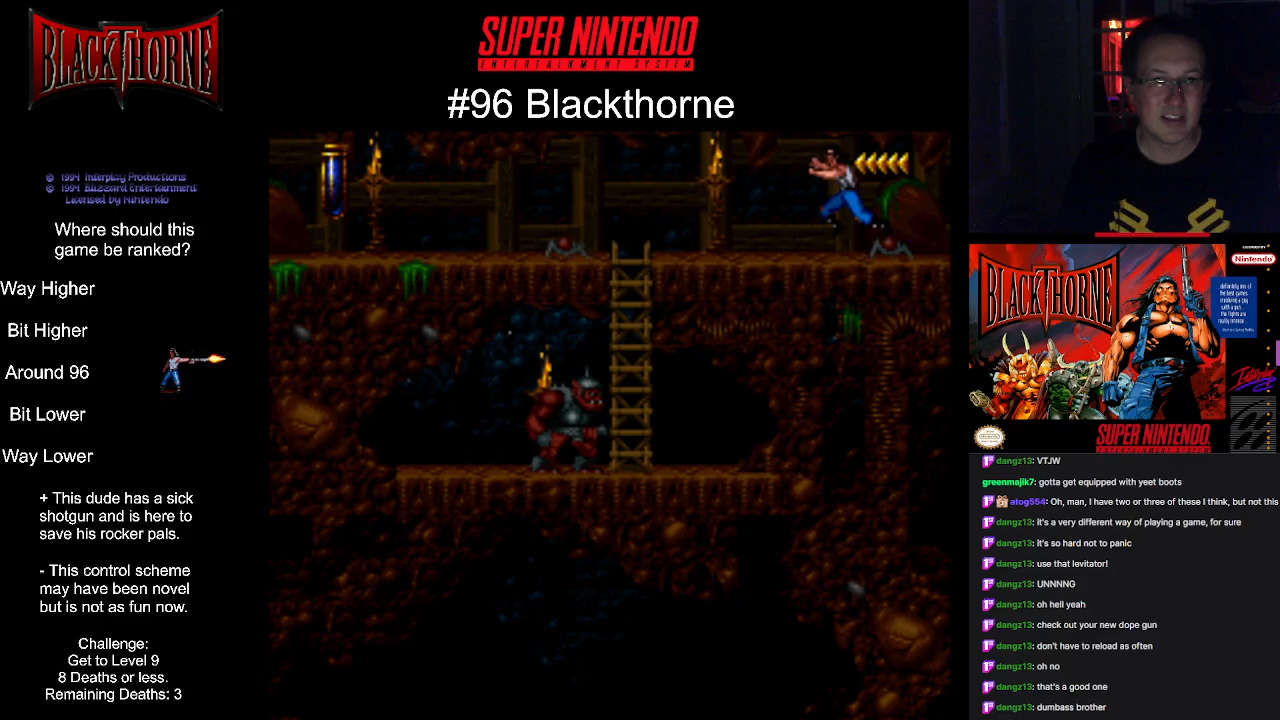 BLACKTHORNE
SUPER NINTENDO
ENTERTAINMENT SYSTEM
#96 Blackthorne
© 1994 Interplay Productions
© 1994 Blizzard Entertainment
Licensed by Nintendo
Where should this
game be ranked?
Way Higher
Bit Higher
Around 96
Bit Lower
Way Lower
+ This dude has a sick
shotgun and is here to
save his rocker pals.
- This control scheme
may have been novel
but is not as fun now.
Challenge:
Get to Level 9
8 Deaths or less.
Remaining Deaths: 3
BLACKTHORNE
Nintendo
Interplay
SUPER NINTENDO
ENTERTAINMENT SYSTEM
dangz13: VTJW
greenmajik7: gotta get equipped with yeet boots
atog554: Oh, man, I have two or three of these I think, but not this
dangz13: it's a very different way of playing a game, for sure
dangz13: it's so hard not to panic
dangz13: use that levitator!
dangz13: UNNNNG
dangz13: oh hell yeah
dangz13: check out your new dope gun
dangz13: don't have to reload as often
dangz13: oh no
dangz13: that's a good one
dangz13: dumbass brother